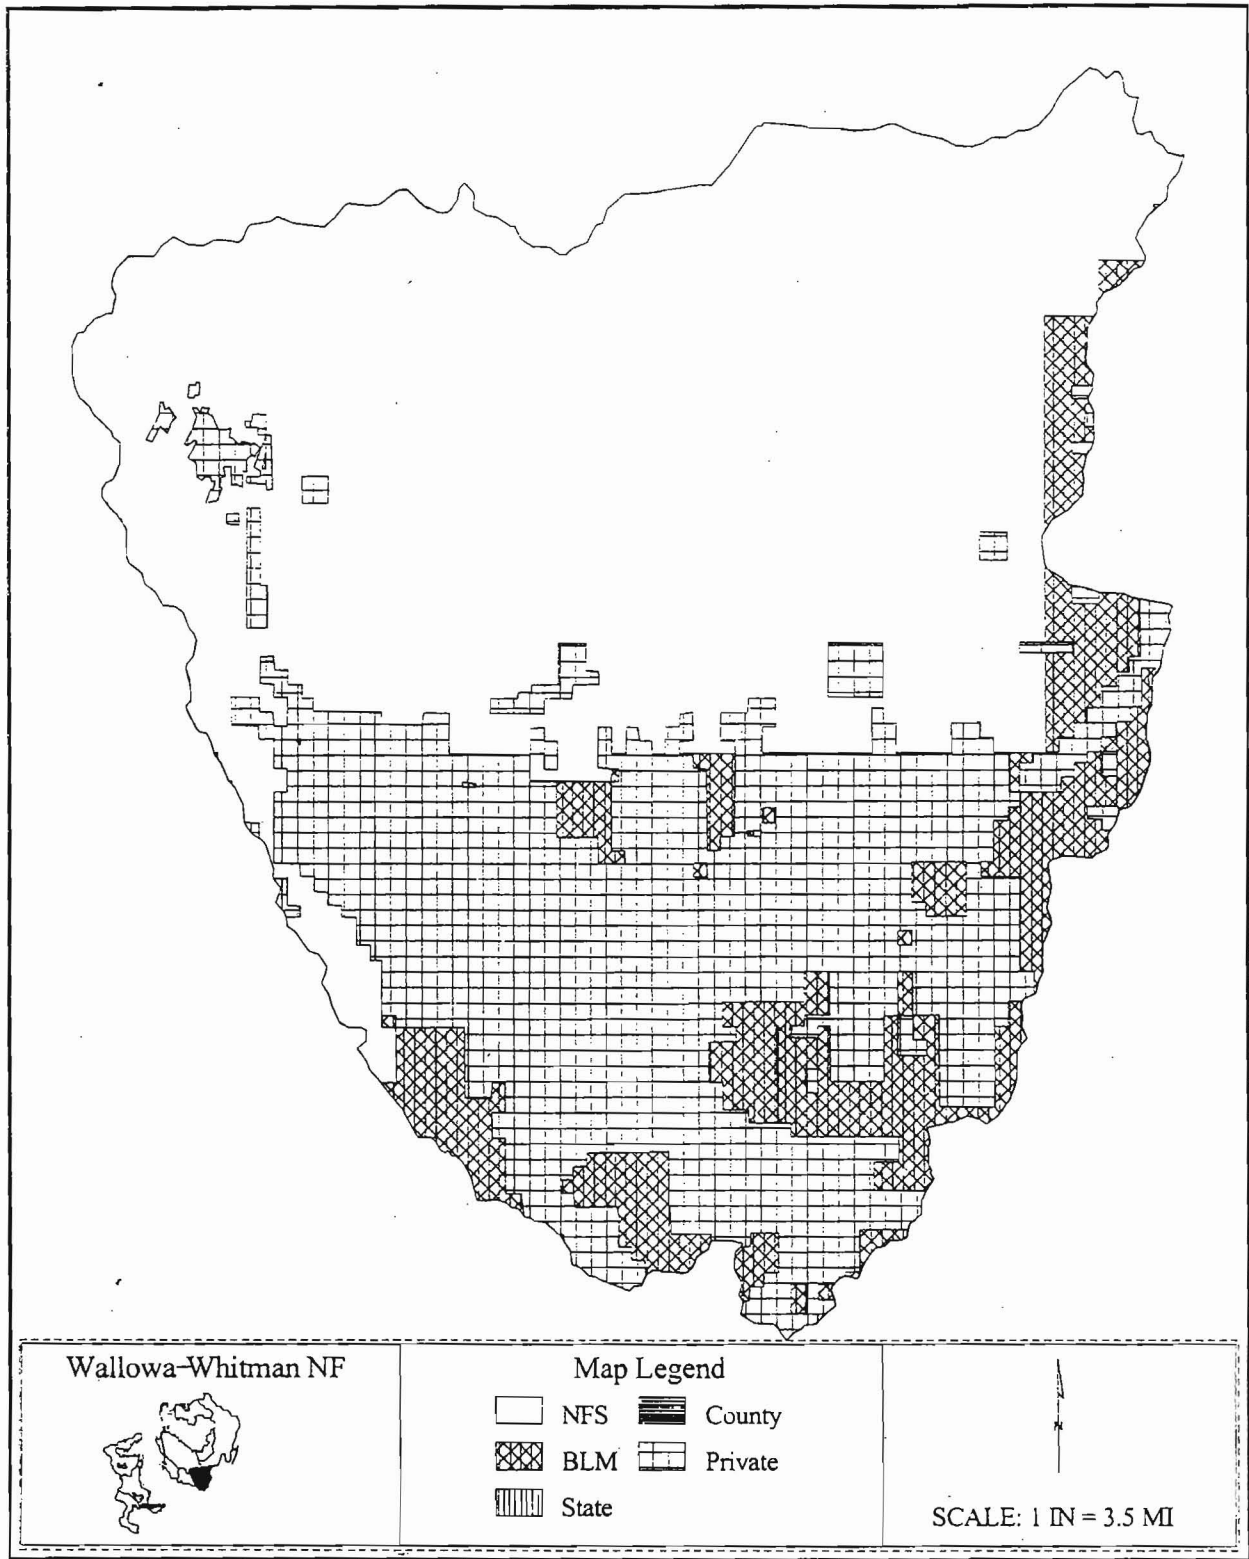 Wallowa-Whitman NF
Map Legend
NFS
County
BLM
Private
State
N
SCALE: 1 IN = 3.5 MI